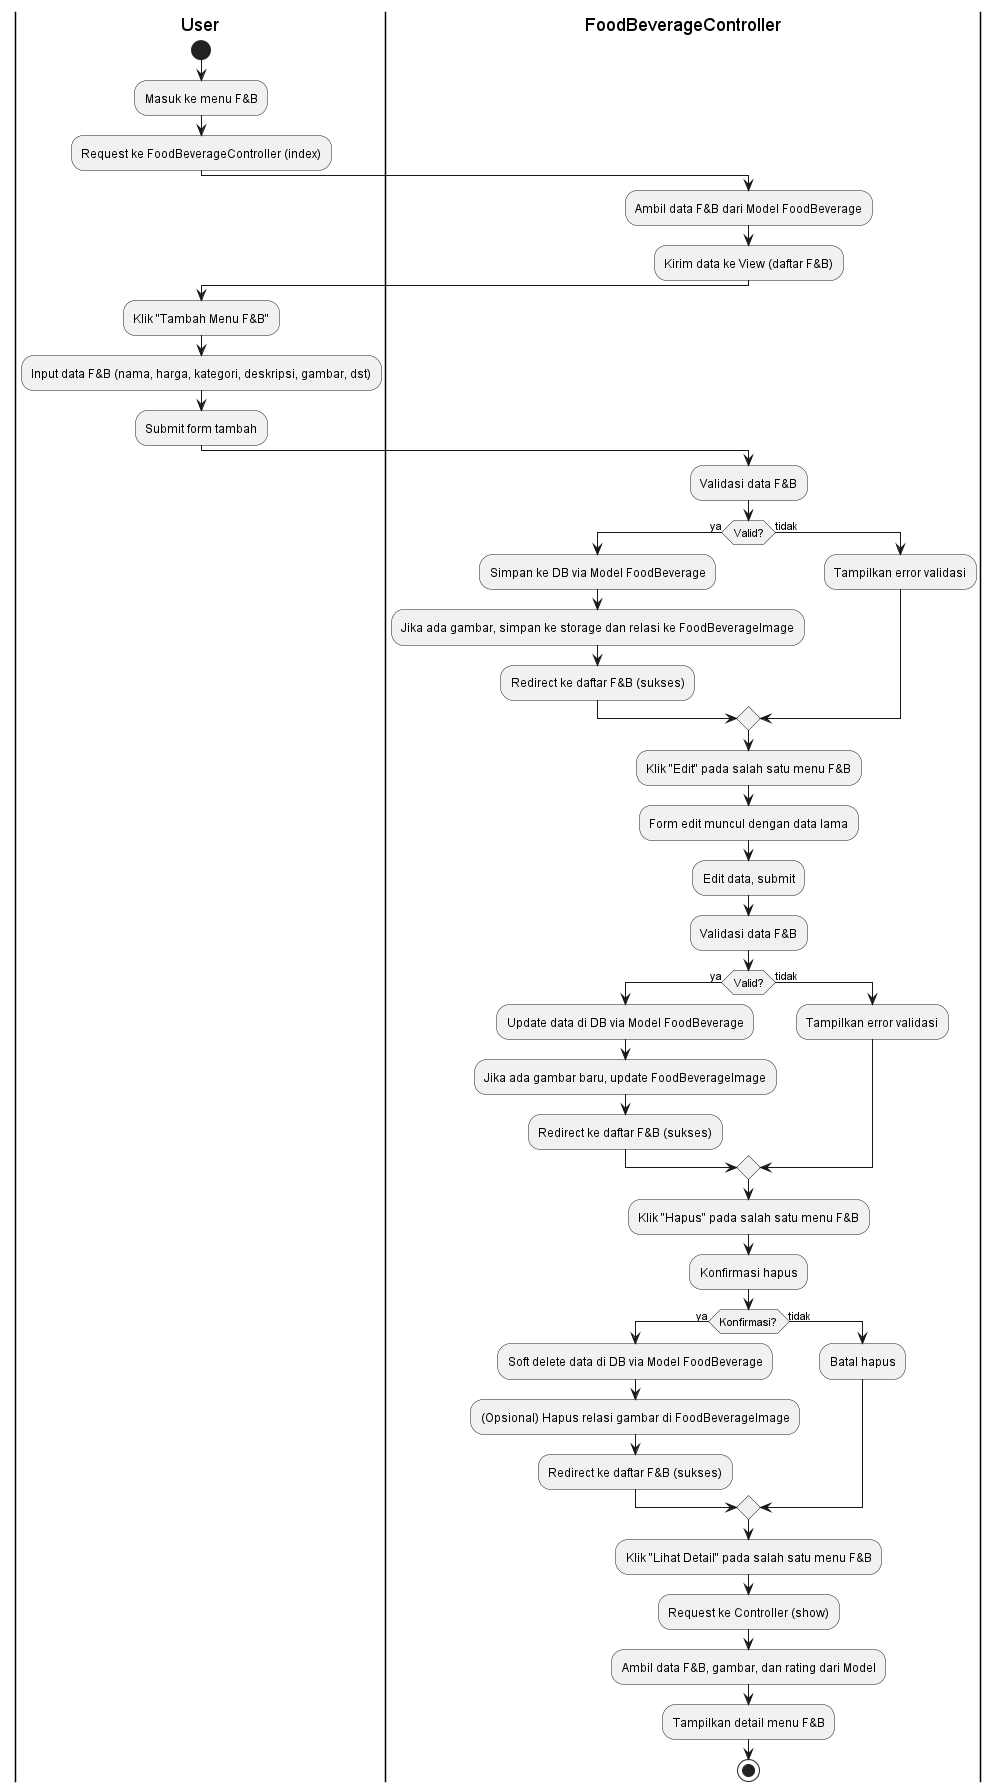 User
FoodBeverageController
Masuk ke menu F&B
Request ke FoodBeverageController (index)
Ambil data F&B dari Model FoodBeverage
Kirim data ke View (daftar F&B)
Klik "Tambah Menu F&B"
Input data F&B (nama, harga, kategori, deskripsi, gambar, dst)
Submit form tambah
Validasi data F&B
ya
Valid?
tidak
Simpan ke DB via Model FoodBeverage
Tampilkan error validasi
Jika ada gambar, simpan ke storage dan relasi ke FoodBeverageImage
Redirect ke daftar F&B (sukses)
Klik "Edit" pada salah satu menu F&B
Form edit muncul dengan data lama
Edit data, submit
Validasi data F&B
ya
Valid?
tidak
Update data di DB via Model FoodBeverage
Tampilkan error validasi
Jika ada gambar baru, update FoodBeverageImage
Redirect ke daftar F&B (sukses)
Klik "Hapus" pada salah satu menu F&B
Konfirmasi hapus
ya
Konfirmasi?
tidak
Soft delete data di DB via Model FoodBeverage
Batal hapus
(Opsional) Hapus relasi gambar di FoodBeverageImage
Redirect ke daftar F&B (sukses)
Klik "Lihat Detail" pada salah satu menu F&B
Request ke Controller (show)
Ambil data F&B, gambar, dan rating dari Model
Tampilkan detail menu F&B